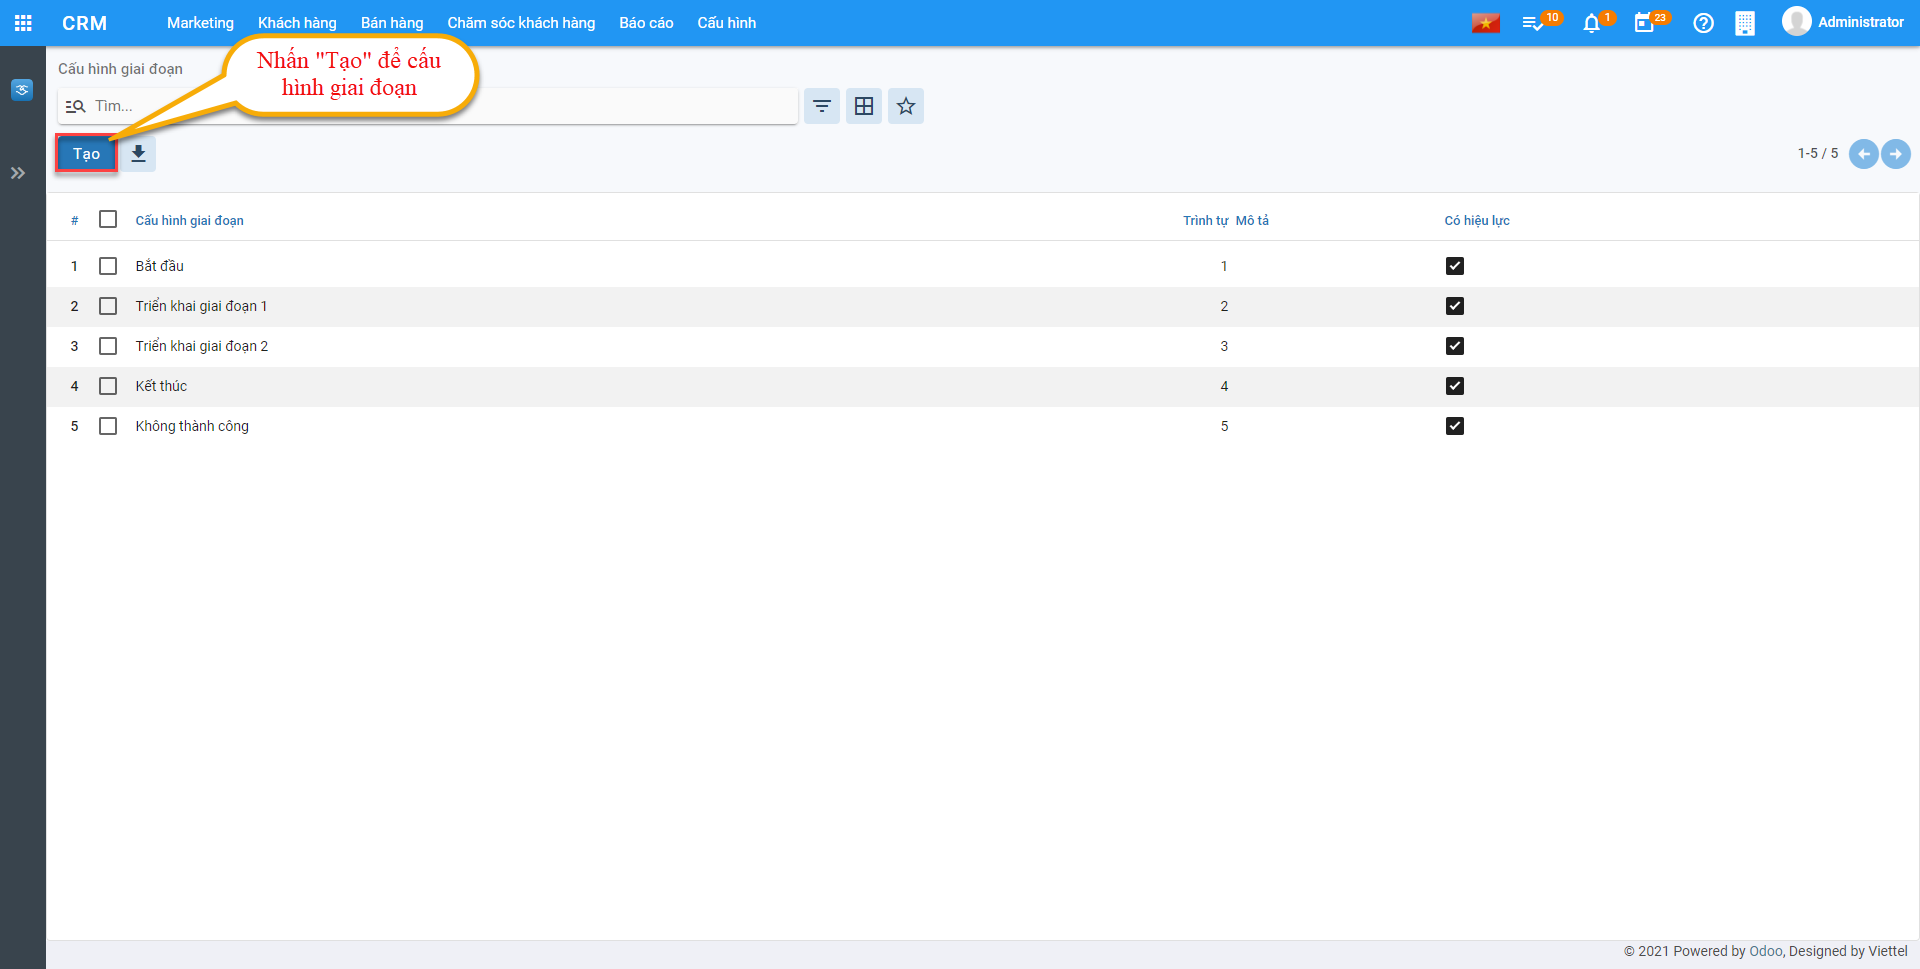 CRM Marketing Khách hàng Bán hàng Chăm sóc khách hàng Báo cáo Cấu hình 10 1 23 Administrator
Cấu hình giai đoạn
Nhấn "Tạo" để cấu
hình giai đoạn
Tìm...
Tạo
1-5 / 5
# Cấu hình giai đoạn Trình tự Mô tả Có hiệu lực
1 Bắt đầu 1
2 Triển khai giai đoạn 1 2
3 Triển khai giai đoạn 2 3
4 Kết thúc 4
5 Không thành công 5
© 2021 Powered by Odoo, Designed by Viettel